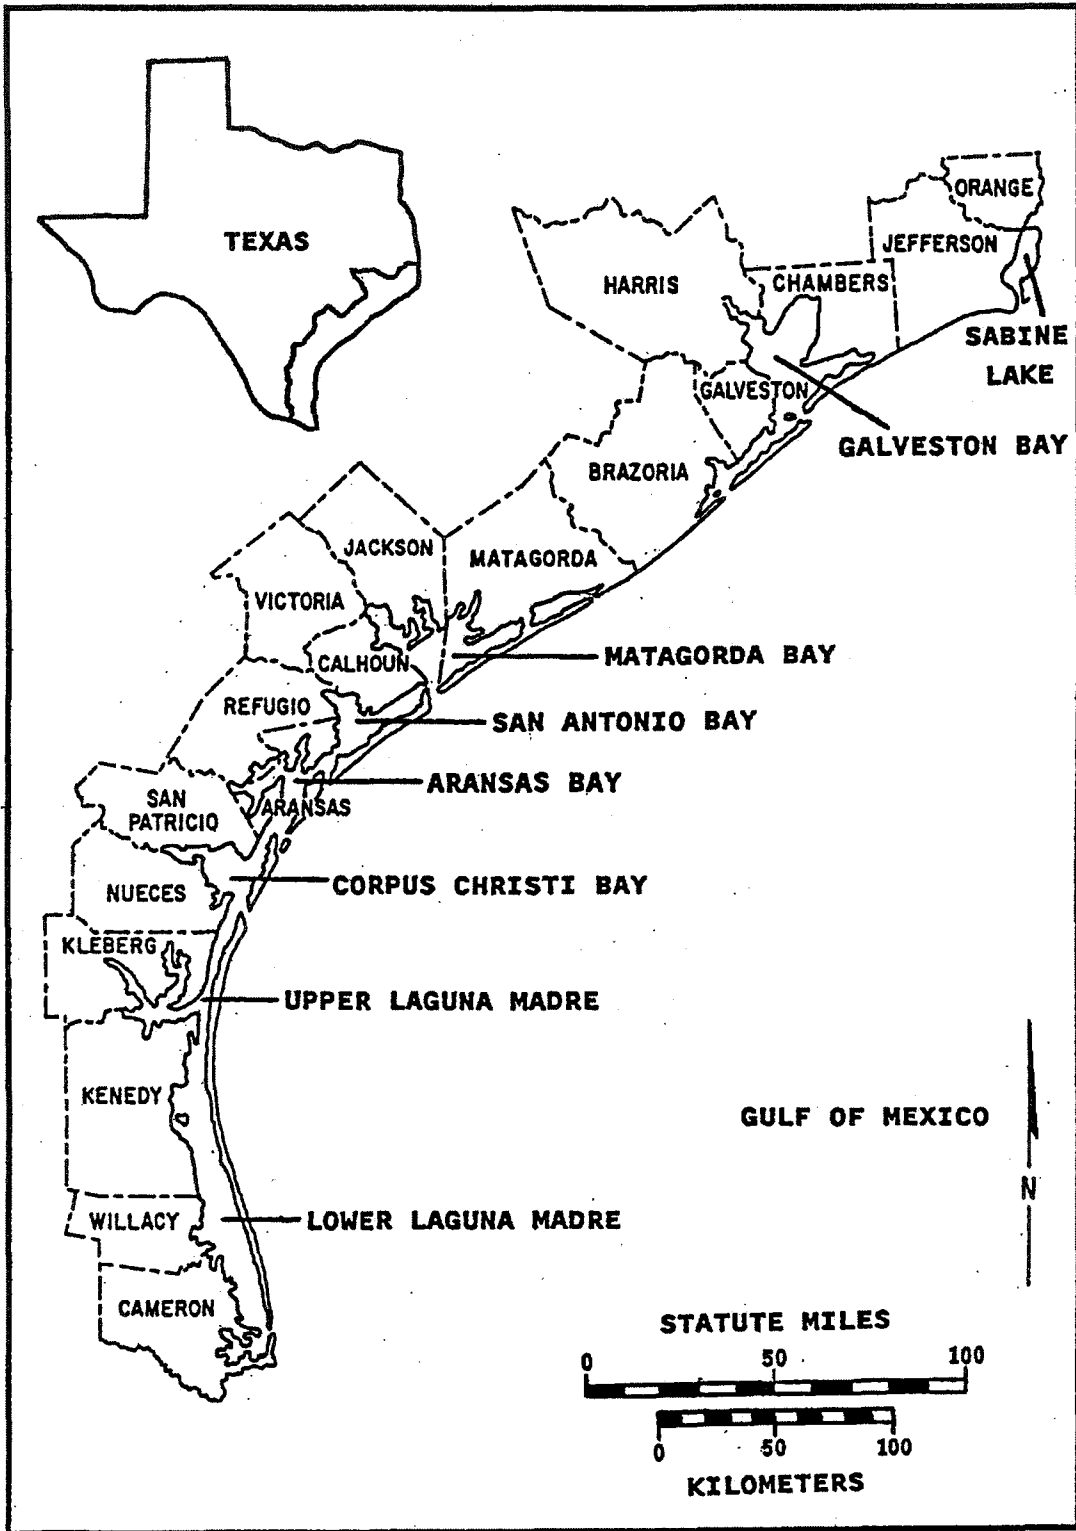 TEXAS
ORANGE
JEFFERSON
HARRIS
CHAMBERS
SABINE
LAKE
GALVESTON
GALVESTON BAY
BRAZORIA
JACKSON
MATAGORDA
VICTORIA
MATAGORDA BAY
CALHOUN
REFUGIO
SAN ANTONIO BAY
ARANSAS BAY
SAN
PATRICIO
ARANSAS
CORPUS CHRISTI BAY
NUECES
KLEBERG
UPPER LAGUNA MADRE
KENEDY
GULF OF MEXICO
N
WILLACY
LOWER LAGUNA MADRE
CAMERON
STATUTE MILES
0 50 100
0 50 100
KILOMETERS